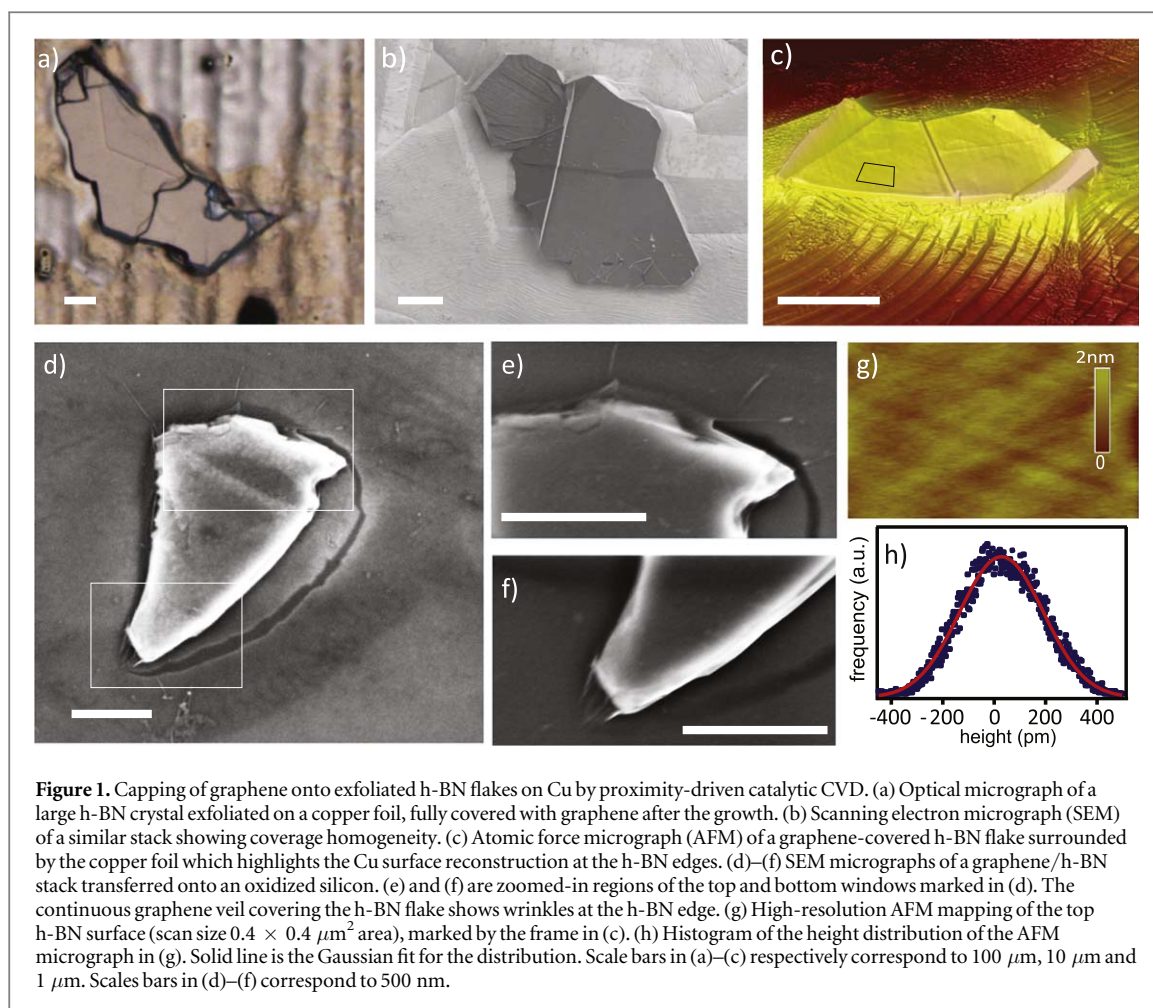 a)
b)
c)
d)
e)
g)
2nm
0
f)
h)
frequency (a.u.)
-400 -200 0 200 400
height (pm)
Figure 1. Capping of graphene onto exfoliated h-BN flakes on Cu by proximity-driven catalytic CVD. (a) Optical micrograph of a
large h-BN crystal exfoliated on a copper foil, fully covered with graphene after the growth. (b) Scanning electron micrograph (SEM)
of a similar stack showing coverage homogeneity. (c) Atomic force micrograph (AFM) of a graphene-covered h-BN flake surrounded
by the copper foil which highlights the Cu surface reconstruction at the h-BN edges. (d)–(f) SEM micrographs of a graphene/h-BN
stack transferred onto an oxidized silicon. (e) and (f) are zoomed-in regions of the top and bottom windows marked in (d). The
continuous graphene veil covering the h-BN flake shows wrinkles at the h-BN edge. (g) High-resolution AFM mapping of the top
h-BN surface (scan size 0.4 × 0.4 μm² area), marked by the frame in (c). (h) Histogram of the height distribution of the AFM
micrograph in (g). Solid line is the Gaussian fit for the distribution. Scale bars in (a)–(c) respectively correspond to 100 μm, 10 μm and
1 μm. Scales bars in (d)–(f) correspond to 500 nm.